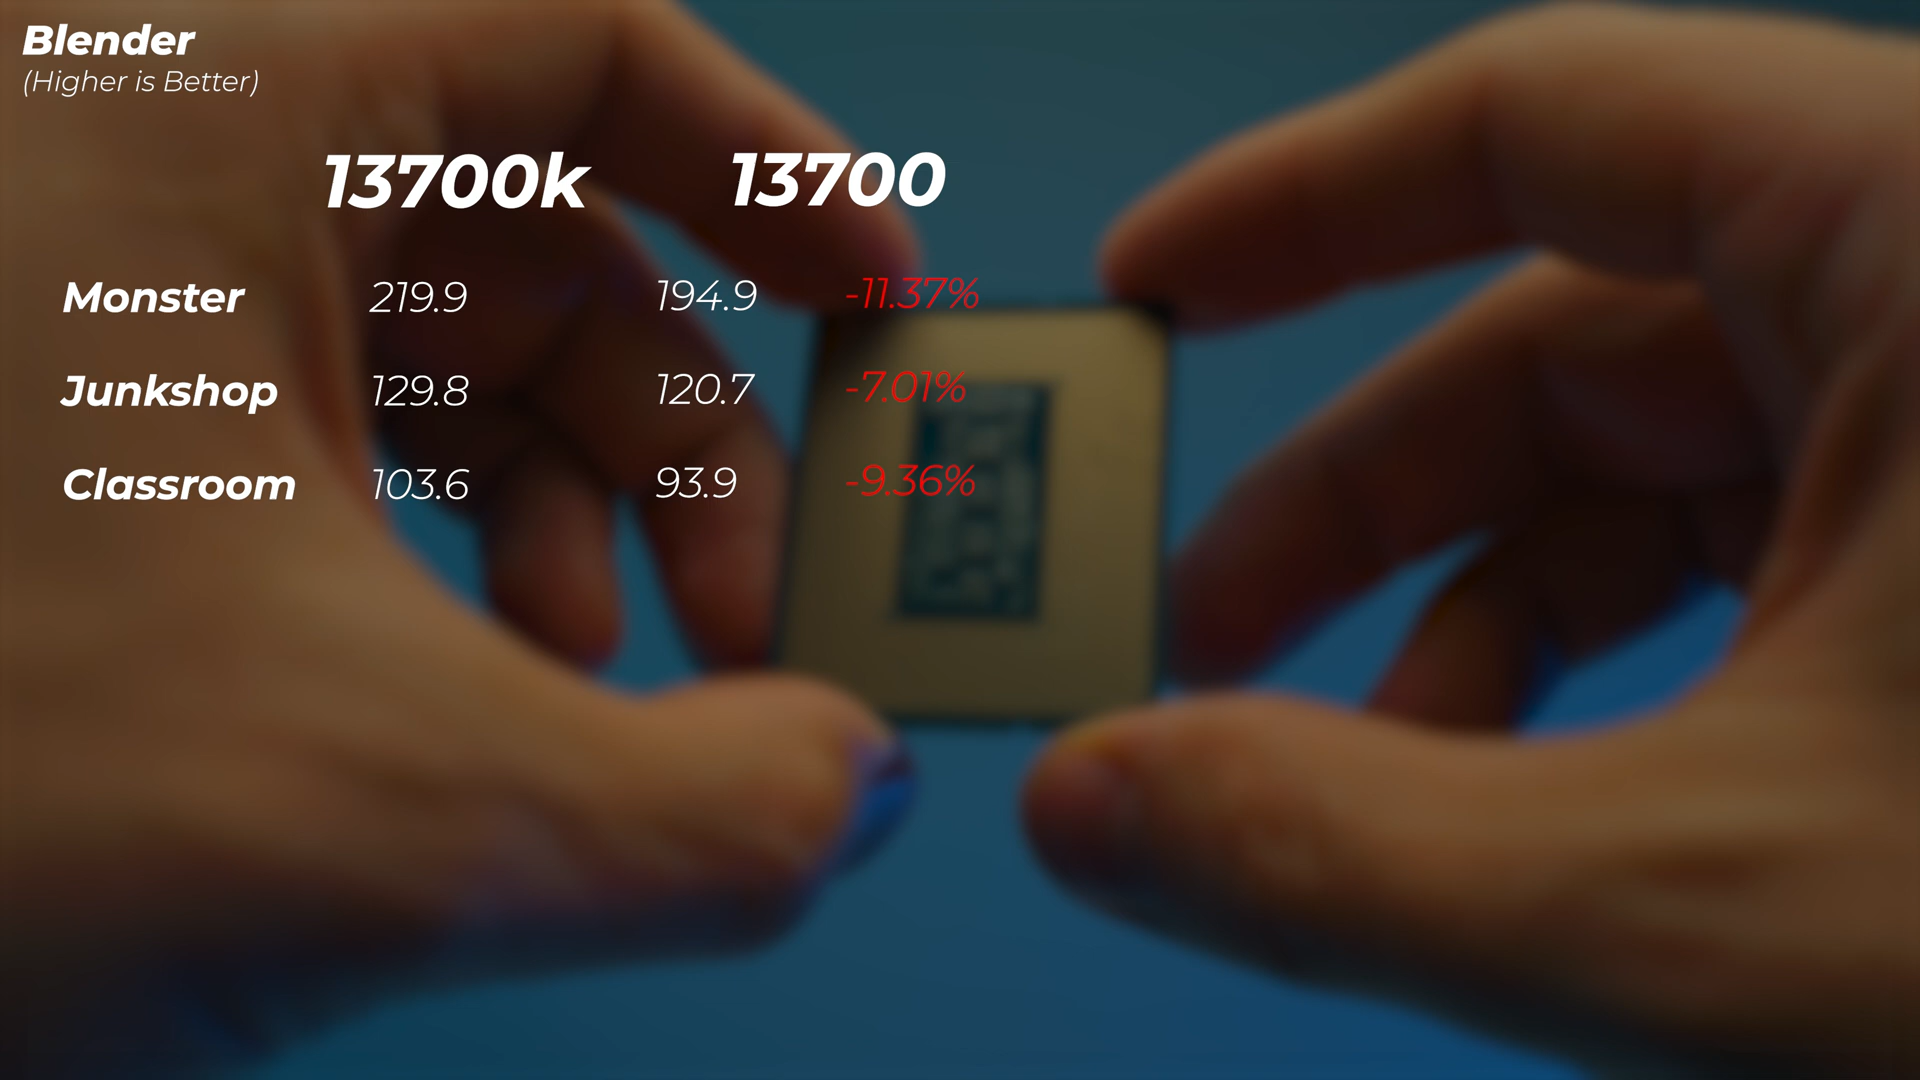 Blender
(Higher is Better)
13700k 13700
Monster 219.9 194.9 -11.37%
Junkshop 129.8 120.7 -7.01%
Classroom 103.6 93.9 -9.36%